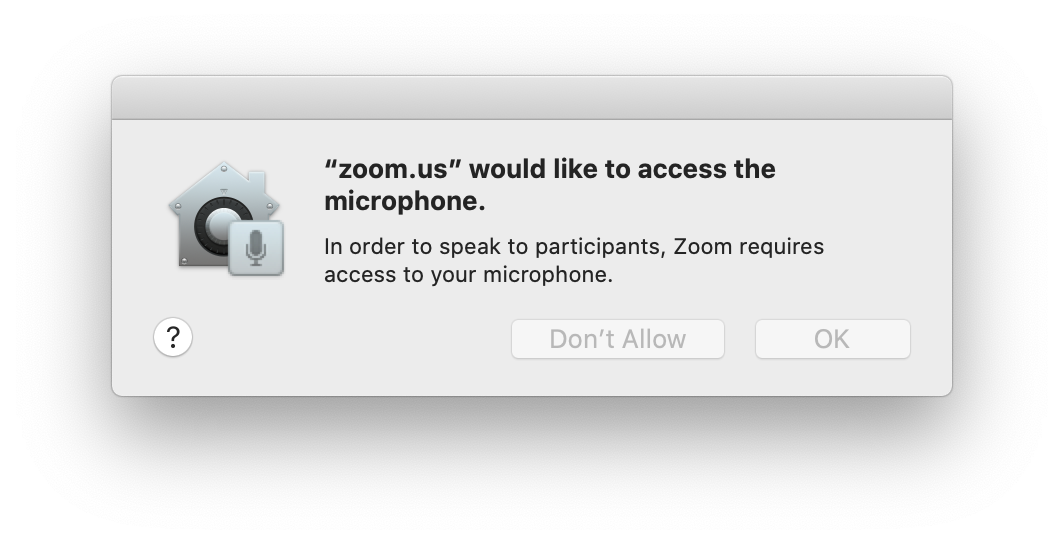 “zoom.us” would like to access the
microphone.
In order to speak to participants, Zoom requires
access to your microphone.
?
Don’t Allow
OK